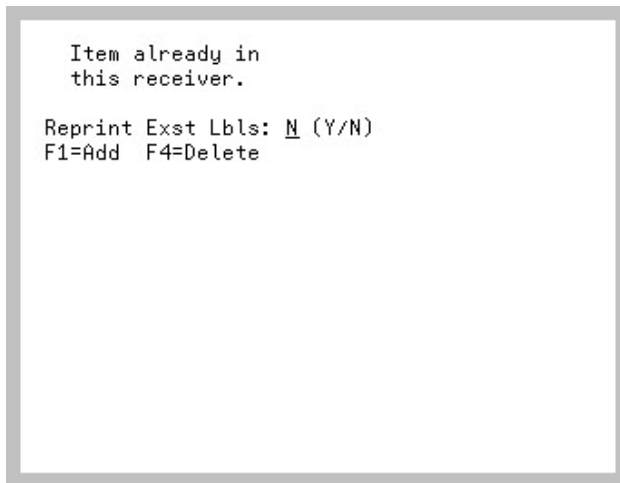 Item already in
this receiver.
Reprint Exst Lbls: N (Y/N)
F1=Add  F4=Delete